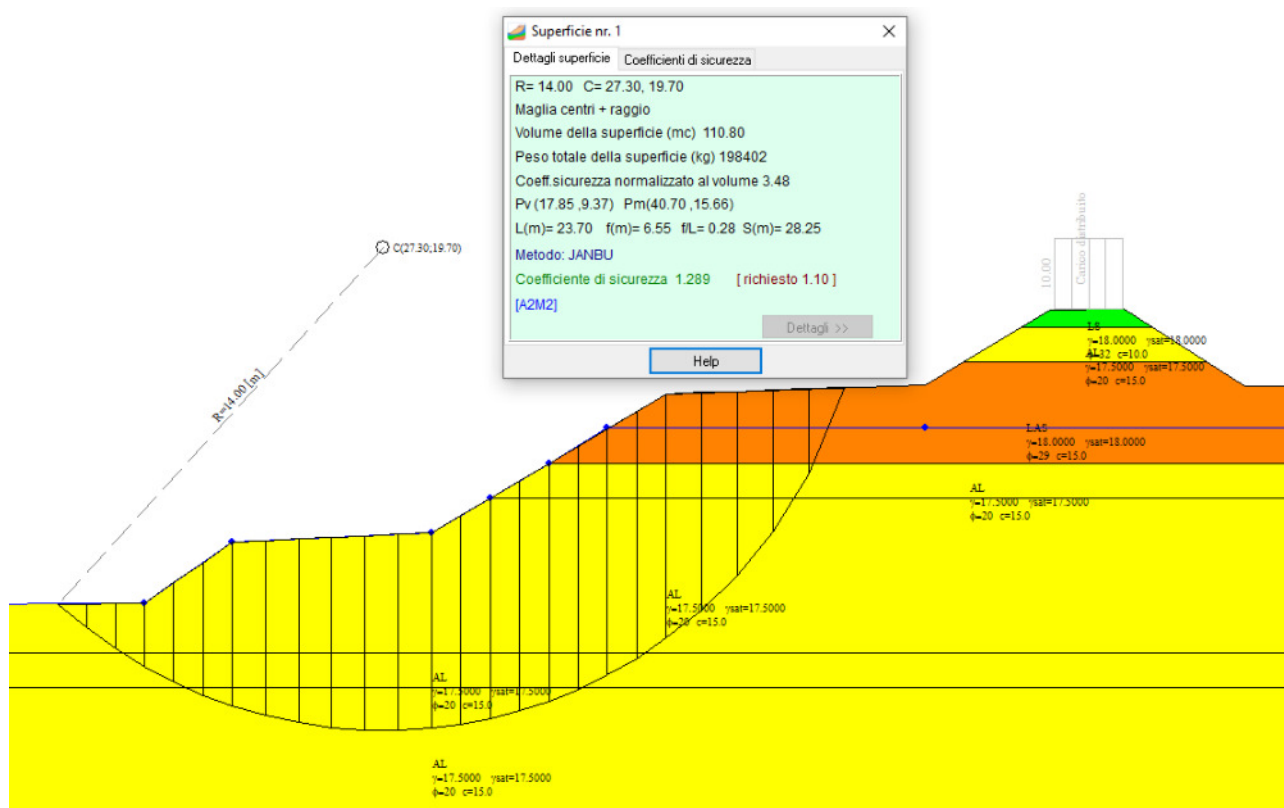 Superficie nr. 1
Dettagli superficie
Coefficienti di sicurezza
R= 14.00 C= 27.30, 19.70
Maglia centri + raggio
Volume della superficie (mc) 110.80
Peso totale della superficie (kg) 198402
Coeff.sicurezza normalizzato al volume 3.48
Pv (17.85 ,9.37) Pm(40.70 ,15.66)
L(m)= 23.70 f(m)= 6.55 f/L= 0.28 S(m)= 28.25
Metodo: JANBU
Coefficiente di sicurezza 1.289 [ richiesto 1.10 ]
[A2M2]
Dettagli >>
Help
C(27.30;19.70)
R=14.00 [m]
10.00
Carico distribuito
LS
γ=18.0000 γsat=18.0000
ϕ=32 c=10.0
AL
γ=17.5000 γsat=17.5000
ϕ=20 c=15.0
LAS
γ=18.0000 γsat=18.0000
ϕ=29 c=15.0
AL
γ=17.5000 γsat=17.5000
ϕ=20 c=15.0
AL
γ=17.5000 γsat=17.5000
ϕ=20 c=15.0
AL
γ=17.5000 γsat=17.5000
ϕ=20 c=15.0
AL
γ=17.5000 γsat=17.5000
ϕ=20 c=15.0